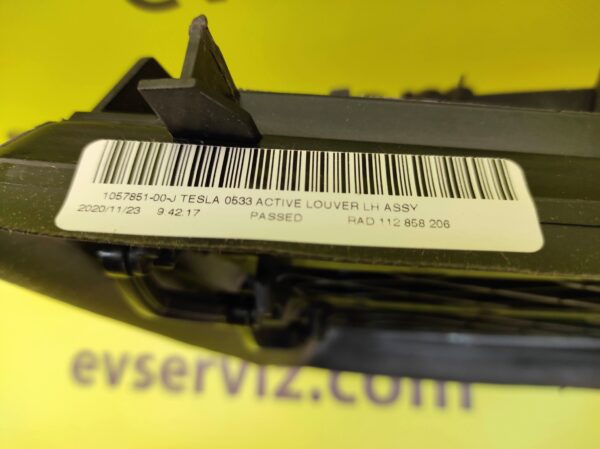 1057851-00-J TESLA 0533 ACTIVE LOUVER LH ASSY
2020/11/23 9:42:17 PASSED RAD 112 858 206
evserviz.com